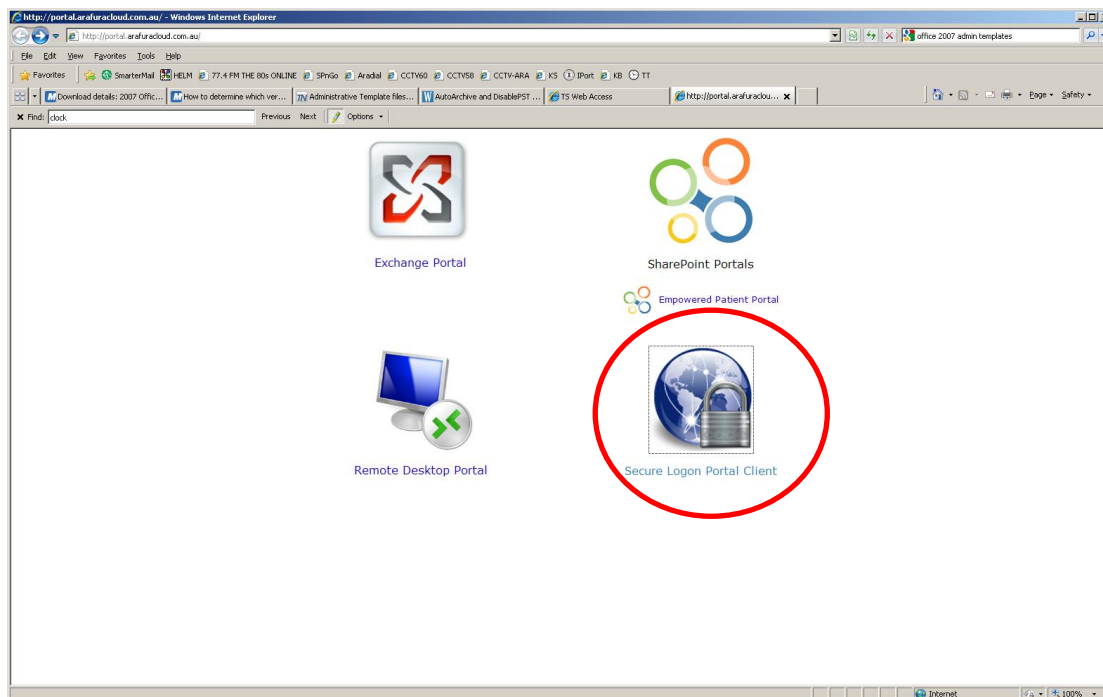 http://portal.arafuracloud.com.au/ - Windows Internet Explorer
http://portal.arafuracloud.com.au/ office 2007 admin templates
File Edit View Favorites Tools Help
Favorites SmarterMail HELM 77.4 FM THE 80s ONLINE SPnGo Aradial CCTV60 CCTV58 CCTV-ARA KS IPort KB TT
Download details: 2007 Offic... How to determine which ver... Administrative Template files... AutoArchive and DisablePST ... TS Web Access http://portal.arafuraclou... Page Safety
Find: clock Previous Next Options
Exchange Portal
SharePoint Portals
Empowered Patient Portal
Remote Desktop Portal
Secure Logon Portal Client
Internet 100%